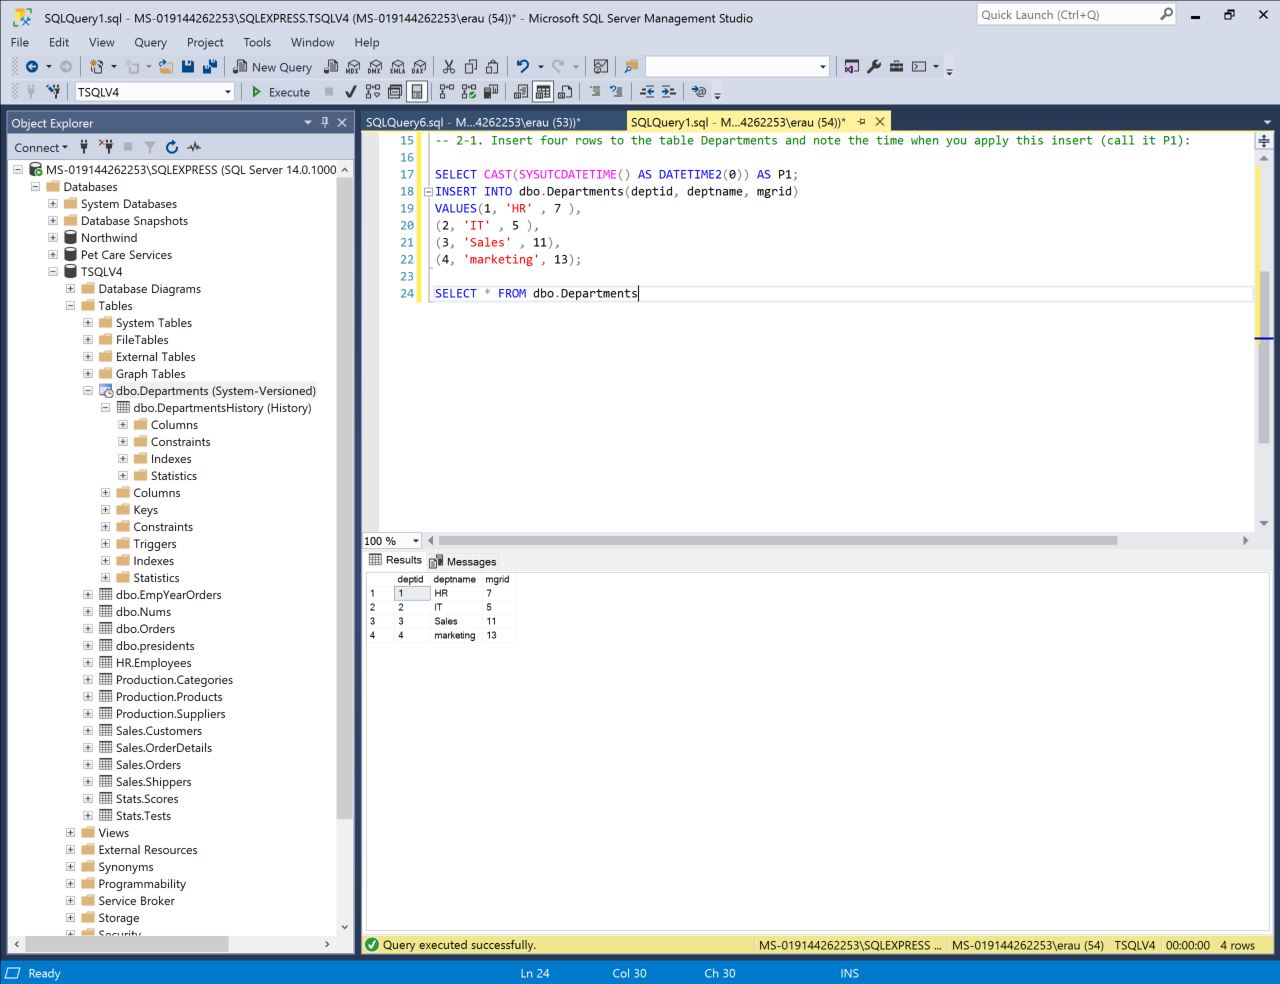 SQLQuery1.sql - MS-019144262253\SQLEXPRESS.TSQLV4 (MS-019144262253\erau (54))* - Microsoft SQL Server Management Studio
Quick Launch (Ctrl+Q)
File Edit View Query Project Tools Window Help
New Query
MDX DMX XMLA DAX
TSQLV4
Execute
Object Explorer
Connect
MS-019144262253\SQLEXPRESS (SQL Server 14.0.1000
Databases
System Databases
Database Snapshots
Northwind
Pet Care Services
TSQLV4
Database Diagrams
Tables
System Tables
FileTables
External Tables
Graph Tables
dbo.Departments (System-Versioned)
dbo.DepartmentsHistory (History)
Columns
Constraints
Indexes
Statistics
Columns
Keys
Constraints
Triggers
Indexes
Statistics
dbo.EmpYearOrders
dbo.Nums
dbo.Orders
dbo.presidents
HR.Employees
Production.Categories
Production.Products
Production.Suppliers
Sales.Customers
Sales.OrderDetails
Sales.Orders
Sales.Shippers
Stats.Scores
Stats.Tests
Views
External Resources
Synonyms
Programmability
Service Broker
Storage
Security
SQLQuery6.sql - M...4262253\erau (53))*
SQLQuery1.sql - M...4262253\erau (54))*
15 -- 2-1. Insert four rows to the table Departments and note the time when you apply this insert (call it P1):
16
17 SELECT CAST(SYSUTCDATETIME() AS DATETIME2(0)) AS P1;
18 INSERT INTO dbo.Departments(deptid, deptname, mgrid)
19 VALUES(1, 'HR' , 7 ),
20 (2, 'IT' , 5 ),
21 (3, 'Sales' , 11),
22 (4, 'marketing', 13);
23
24 SELECT * FROM dbo.Departments
100 %
Results Messages
deptid deptname mgrid
1 1 HR 7
2 2 IT 5
3 3 Sales 11
4 4 marketing 13
Query executed successfully.
MS-019144262253\SQLEXPRESS ... MS-019144262253\erau (54) TSQLV4 00:00:00 4 rows
Ready Ln 24 Col 30 Ch 30 INS